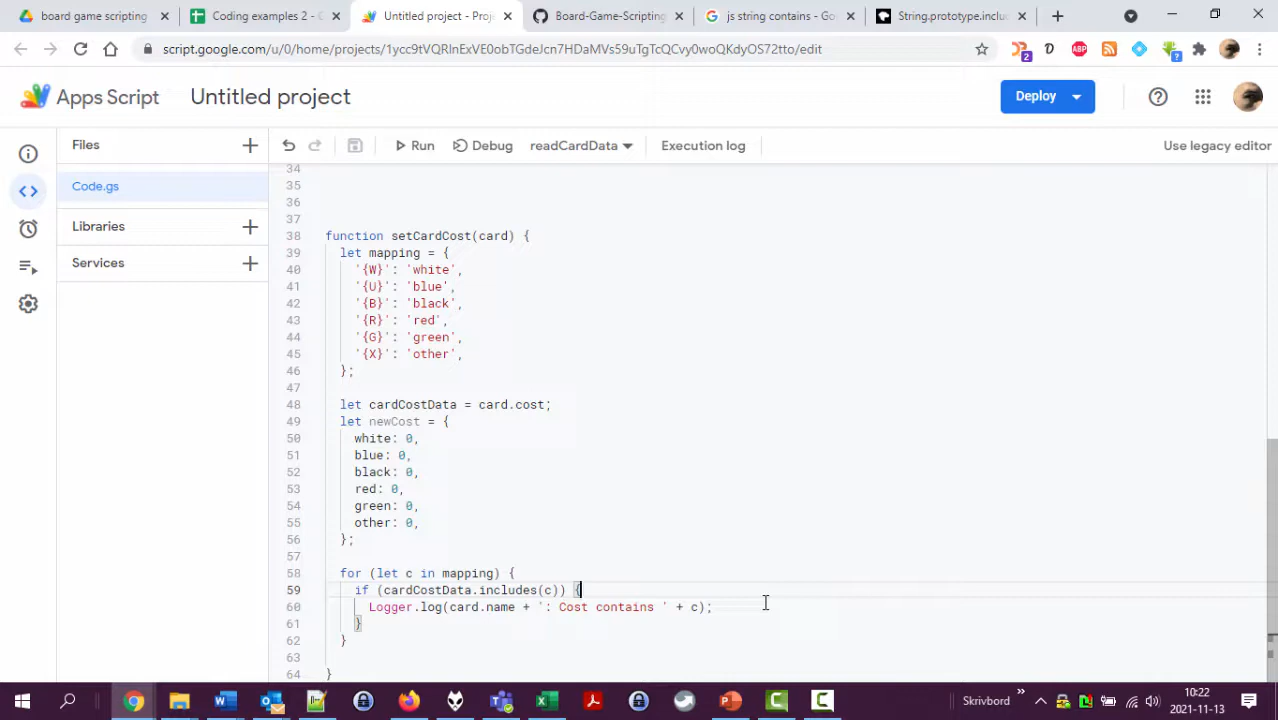 board game scripting
Coding examples 2 - G
Untitled project - Proj
Board-Game-Scripting
js string contains - Go
String.prototype.inclu
script.google.com/u/0/home/projects/1ycc9tVQRlnExVE0obTGdeJcn7HDaMVs59uTgTcQCvy0woQKdyOS72tto/edit
Apps Script
Untitled project
Deploy
Files
Run
Debug
readCardData
Execution log
Use legacy editor
Code.gs
Libraries
Services
34
35
36
37
38 function setCardCost(card) {
39 let mapping = {
40 '{W}': 'white',
41 '{U}': 'blue',
42 '{B}': 'black',
43 '{R}': 'red',
44 '{G}': 'green',
45 '{X}': 'other',
46 };
47
48 let cardCostData = card.cost;
49 let newCost = {
50 white: 0,
51 blue: 0,
52 black: 0,
53 red: 0,
54 green: 0,
55 other: 0,
56 };
57
58 for (let c in mapping) {
59 if (cardCostData.includes(c)) {
60 Logger.log(card.name + ': Cost contains ' + c);
61 }
62 }
63
64 }
Skrivbord
10:22
2021-11-13